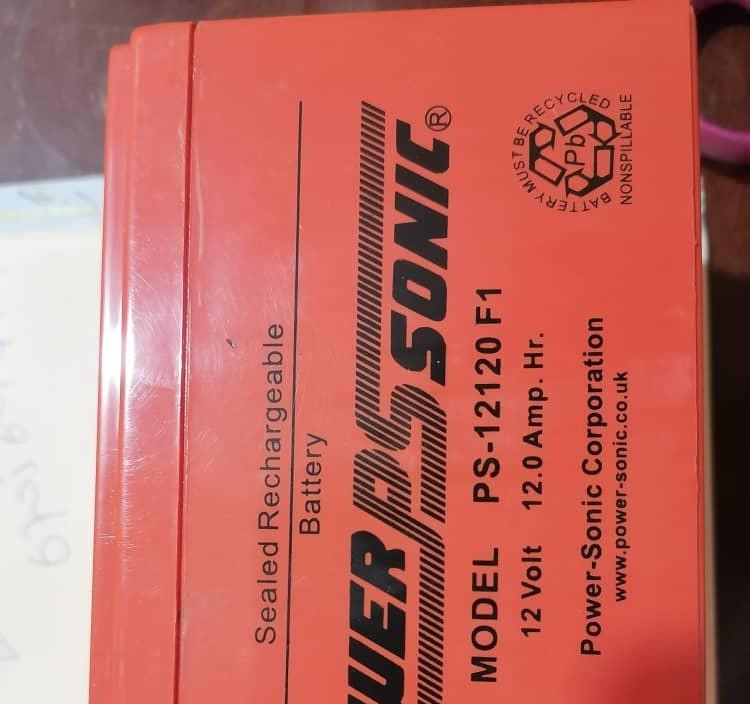 Sealed Rechargeable
Battery
WER PS SONIC®
MODEL PS-12120 F1
12 Volt 12.0 Amp. Hr.
Power-Sonic Corporation
www.power-sonic.co.uk
BATTERY MUST BE RECYCLED
Pb
NONSPILLABLE